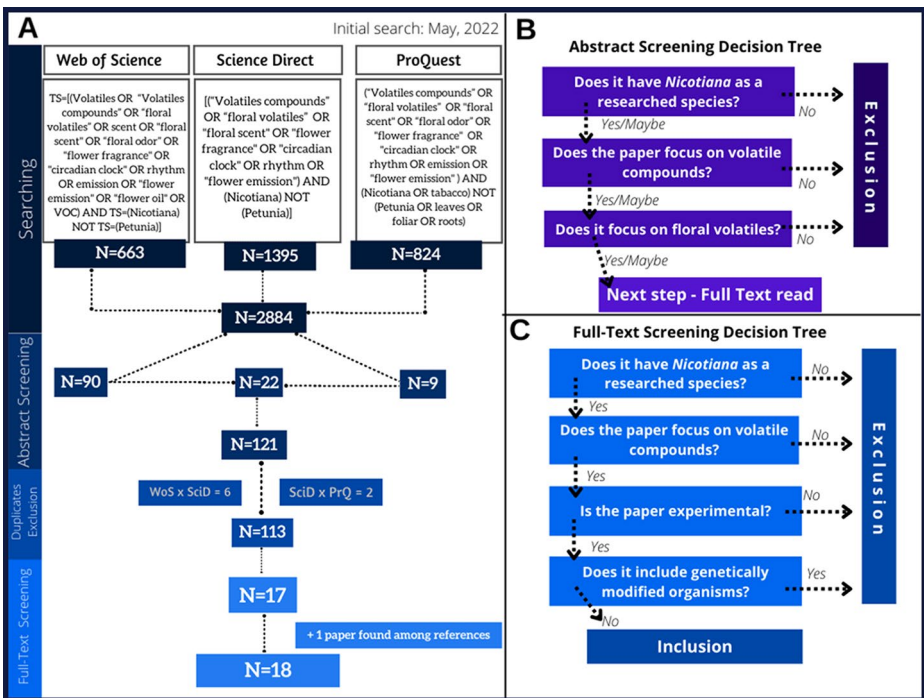 A
Initial search: May, 2022
Searching
Web of Science
Science Direct
ProQuest
TS=[(Volatiles OR "Volatiles
compounds" OR "floral
volatiles" OR scent OR "floral
scent" OR "floral odor" OR
"flower fragrance" OR
"circadian clock" OR rhythm
OR emission OR "flower
emission" OR "flower oil" OR
VOC) AND TS=(Nicotiana)
NOT TS=(Petunia)]
[("Volatiles compounds"
OR "floral volatiles" OR
"floral scent" OR "flower
fragrance" OR "circadian
clock" OR rhythm OR
"flower emission") AND
(Nicotiana) NOT
(Petunia)]
("Volatiles compounds" OR
"floral volatiles" OR "floral
scent" OR "floral odor" OR
"flower fragrance" OR
"circadian clock" OR
rhythm OR emission OR
"flower emission" ) AND
(Nicotiana OR tabacco) NOT
(Petunia OR leaves OR
foliar OR roots)
N=663
N=1395
N=824
N=2884
Abstract Screening
N=90
N=22
N=9
N=121
Duplicates
Exclusion
WoS x SciD = 6
SciD x PrQ = 2
N=113
Full-Text Screening
N=17
+ 1 paper found among references
N=18
B
Abstract Screening Decision Tree
Does it have Nicotiana as a
researched species?
No
Yes/Maybe
Does the paper focus on volatile
compounds?
No
Yes/Maybe
Does it focus on floral volatiles?
No
Yes/Maybe
Next step - Full Text read
Exclusion
C
Full-Text Screening Decision Tree
Does it have Nicotiana as a
researched species?
No
Yes
Does the paper focus on volatile
compounds?
No
Yes
Is the paper experimental?
No
Yes
Does it include genetically
modified organisms?
Yes
No
Inclusion
Exclusion